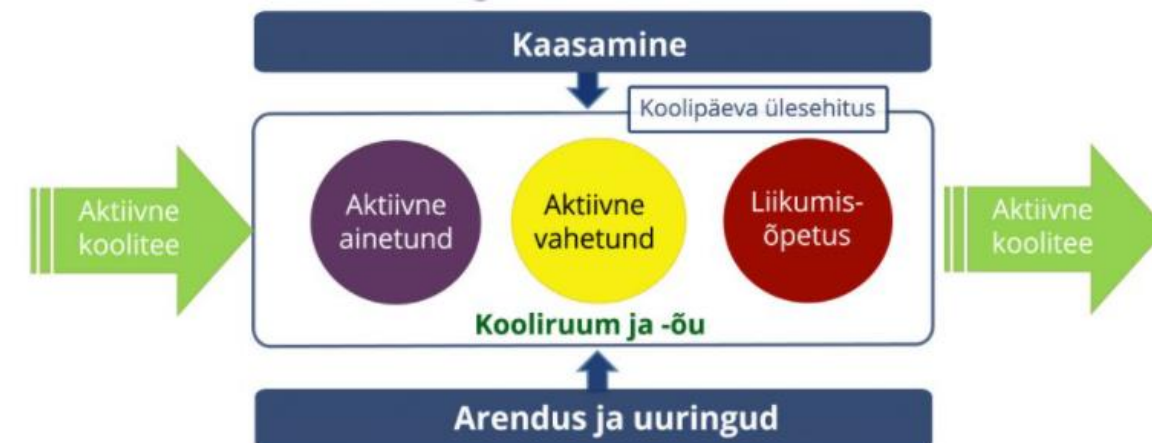 Kaasamine
Koolipäeva ülesehitus
Aktiivne
koolitee
Aktiivne
ainetund
Aktiivne
vahetund
Liikumis-
õpetus
Aktiivne
koolitee
Kooliruum ja -õu
Arendus ja uuringud